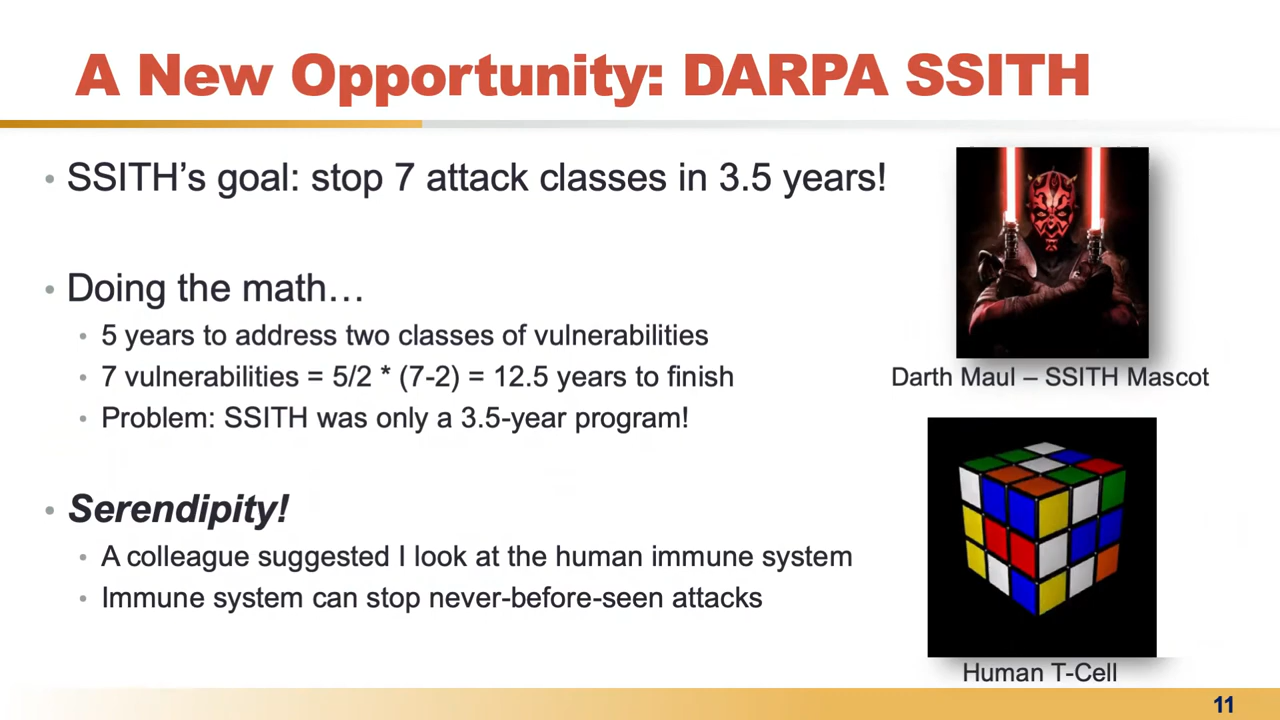 A New Opportunity: DARPA SSITH
• SSITH’s goal: stop 7 attack classes in 3.5 years!
• Doing the math…
• 5 years to address two classes of vulnerabilities
• 7 vulnerabilities = 5/2 * (7-2) = 12.5 years to finish
• Problem: SSITH was only a 3.5-year program!
• Serendipity!
• A colleague suggested I look at the human immune system
• Immune system can stop never-before-seen attacks
Darth Maul – SSITH Mascot
Human T-Cell
11